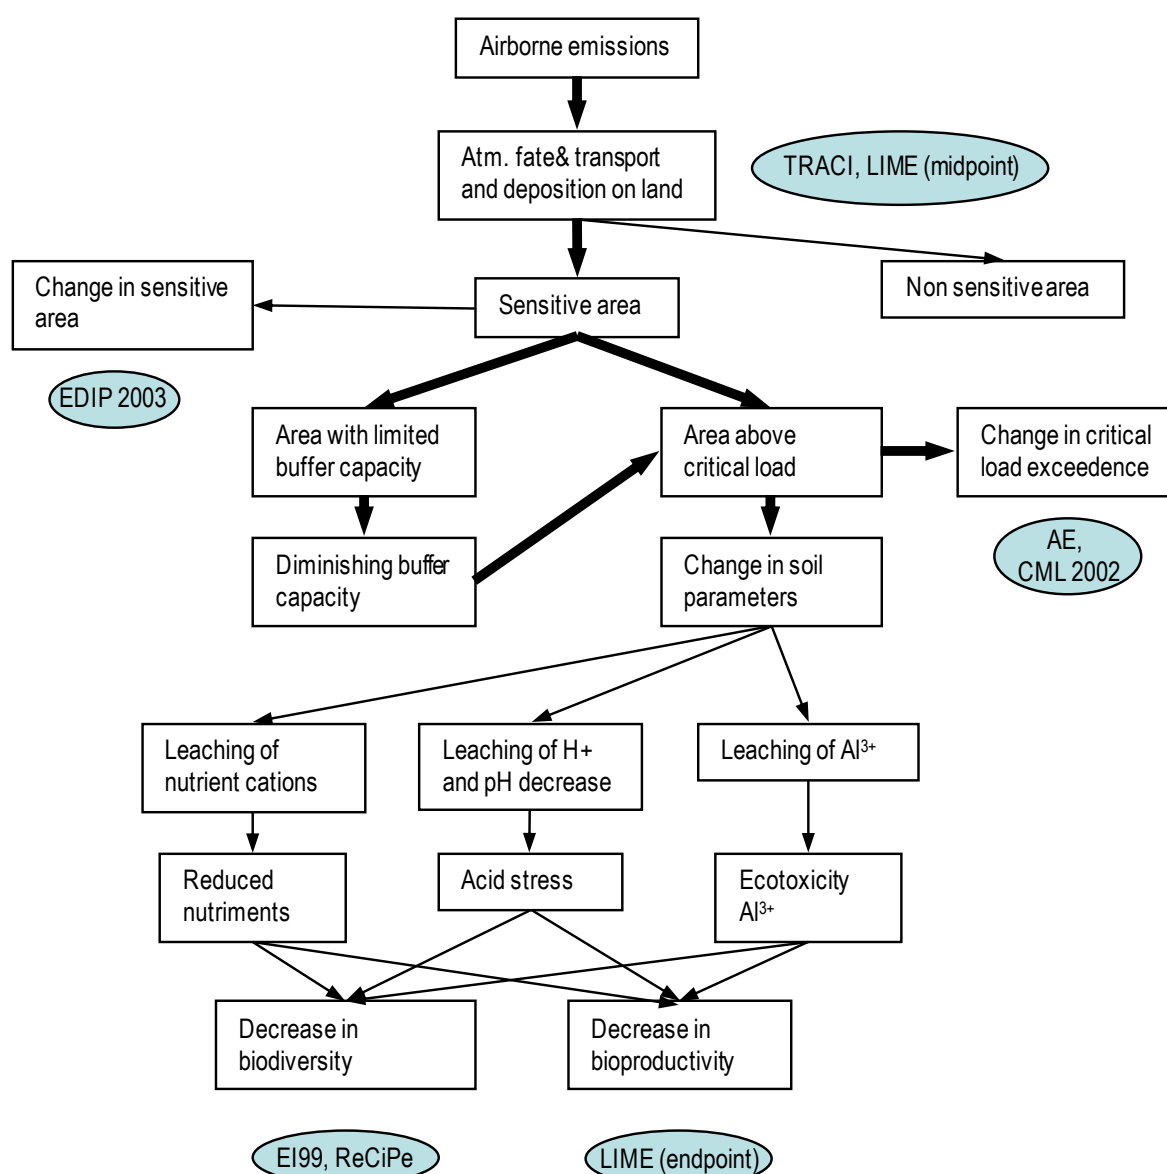 Airborne emissions
Atm. fate& transport
and deposition on land
TRACI, LIME (midpoint)
Change in sensitive
area
Sensitive area
Non sensitive area
EDIP 2003
Area with limited
buffer capacity
Area above
critical load
Change in critical
load exceedence
Diminishing buffer
capacity
Change in soil
parameters
AE,
CML 2002
Leaching of
nutrient cations
Leaching of H+
and pH decrease
Leaching of Al³⁺
Reduced
nutriments
Acid stress
Ecotoxicity
Al³⁺
Decrease in
biodiversity
Decrease in
bioproductivity
EI99, ReCiPe
LIME (endpoint)